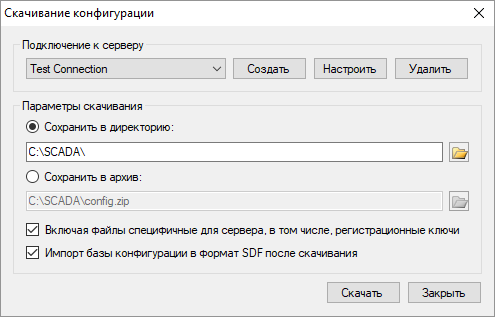 Скачивание конфигурации
Подключение к серверу
Test Connection
Создать
Настроить
Удалить
Параметры скачивания
Сохранить в директорию:
C:\SCADA\
Сохранить в архив:
C:\SCADA\config.zip
Включая файлы специфичные для сервера, в том числе, регистрационные ключи
Импорт базы конфигурации в формат SDF после скачивания
Скачать
Закрыть